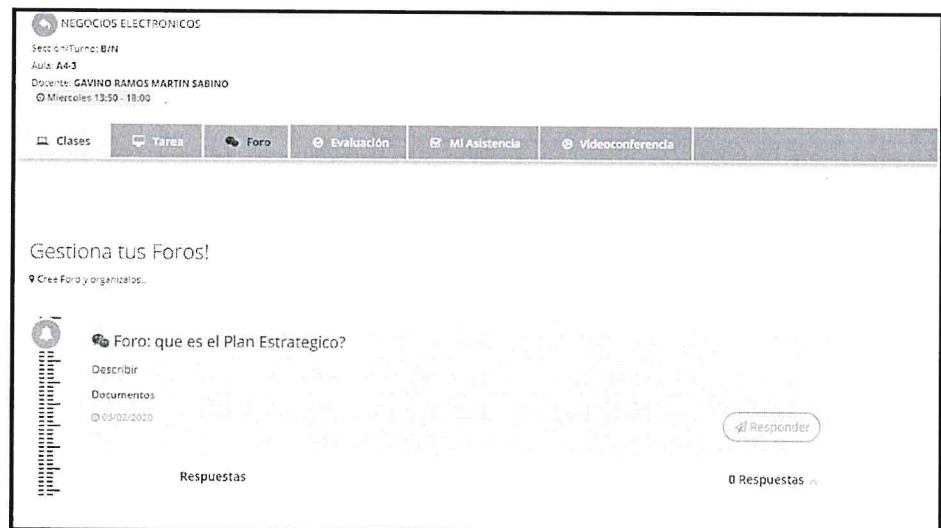 NEGOCIOS ELECTRONICOS
Seccion/Turno: B/N
Aula: A4-3
Docente: GAVINO RAMOS MARTIN SABINO
Miercoles 13:50 - 18:00
Clases Tarea Foro Evaluación Mi Asistencia Videoconferencia
Gestiona tus Foros!
Cree Foro y organizalos..
Foro: que es el Plan Estrategico?
Describir
Documentos
03/02/2020
Responder
Respuestas 0 Respuestas